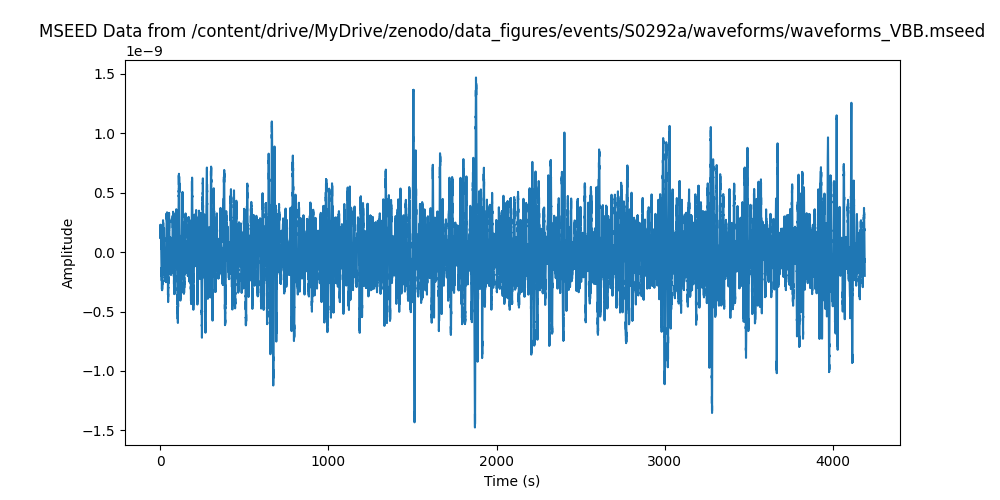 MSEED Data from /content/drive/MyDrive/zenodo/data_figures/events/S0292a/waveforms/waveforms_VBB.mseed
1e−9
1.5
1.0
0.5
0.0
−0.5
−1.0
−1.5
Amplitude
0 1000 2000 3000 4000
Time (s)